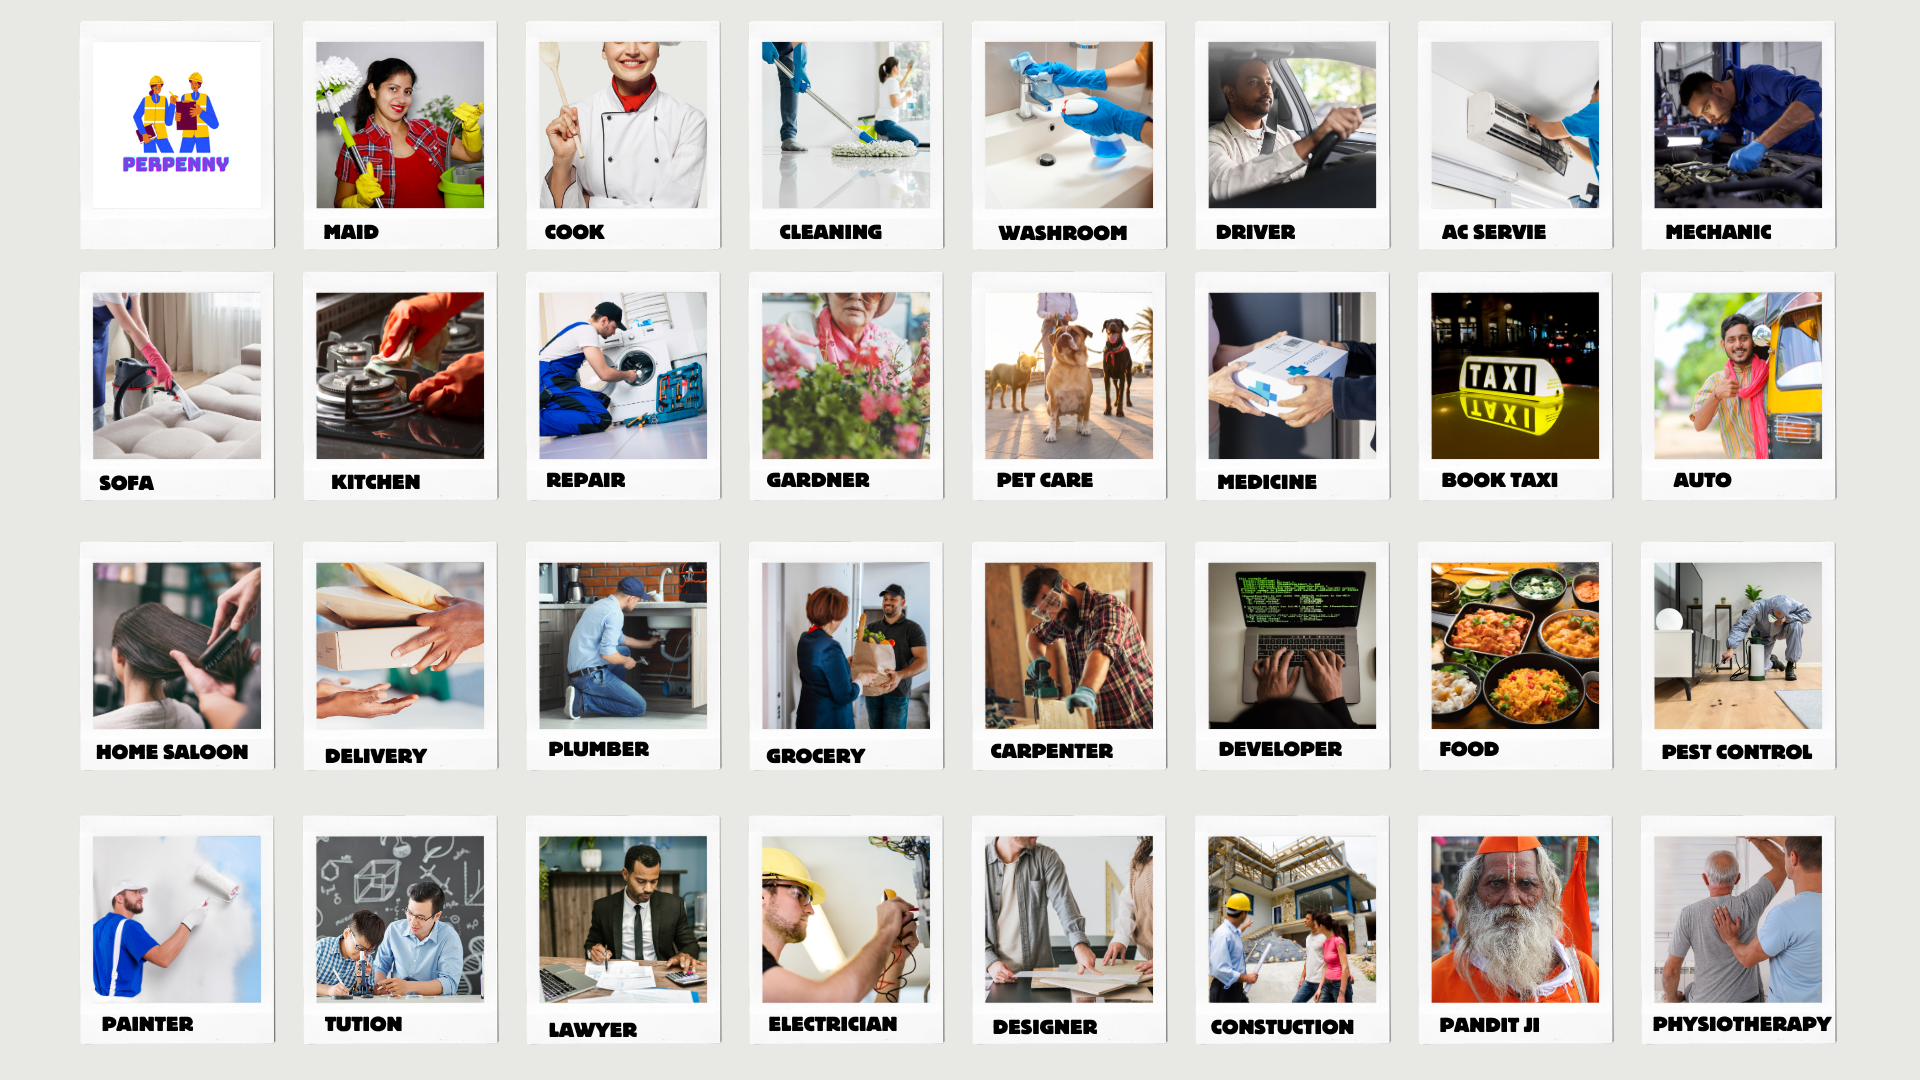 PERPENNY
MAID
COOK
CLEANING
WASHROOM
DRIVER
AC SERVIE
MECHANIC
SOFA
KITCHEN
REPAIR
GARDNER
PET CARE
MEDICINE
TAXI
BOOK TAXI
AUTO
HOME SALOON
DELIVERY
PLUMBER
GROCERY
CARPENTER
DEVELOPER
FOOD
PEST CONTROL
PAINTER
TUTION
LAWYER
ELECTRICIAN
DESIGNER
CONSTUCTION
PANDIT JI
PHYSIOTHERAPY